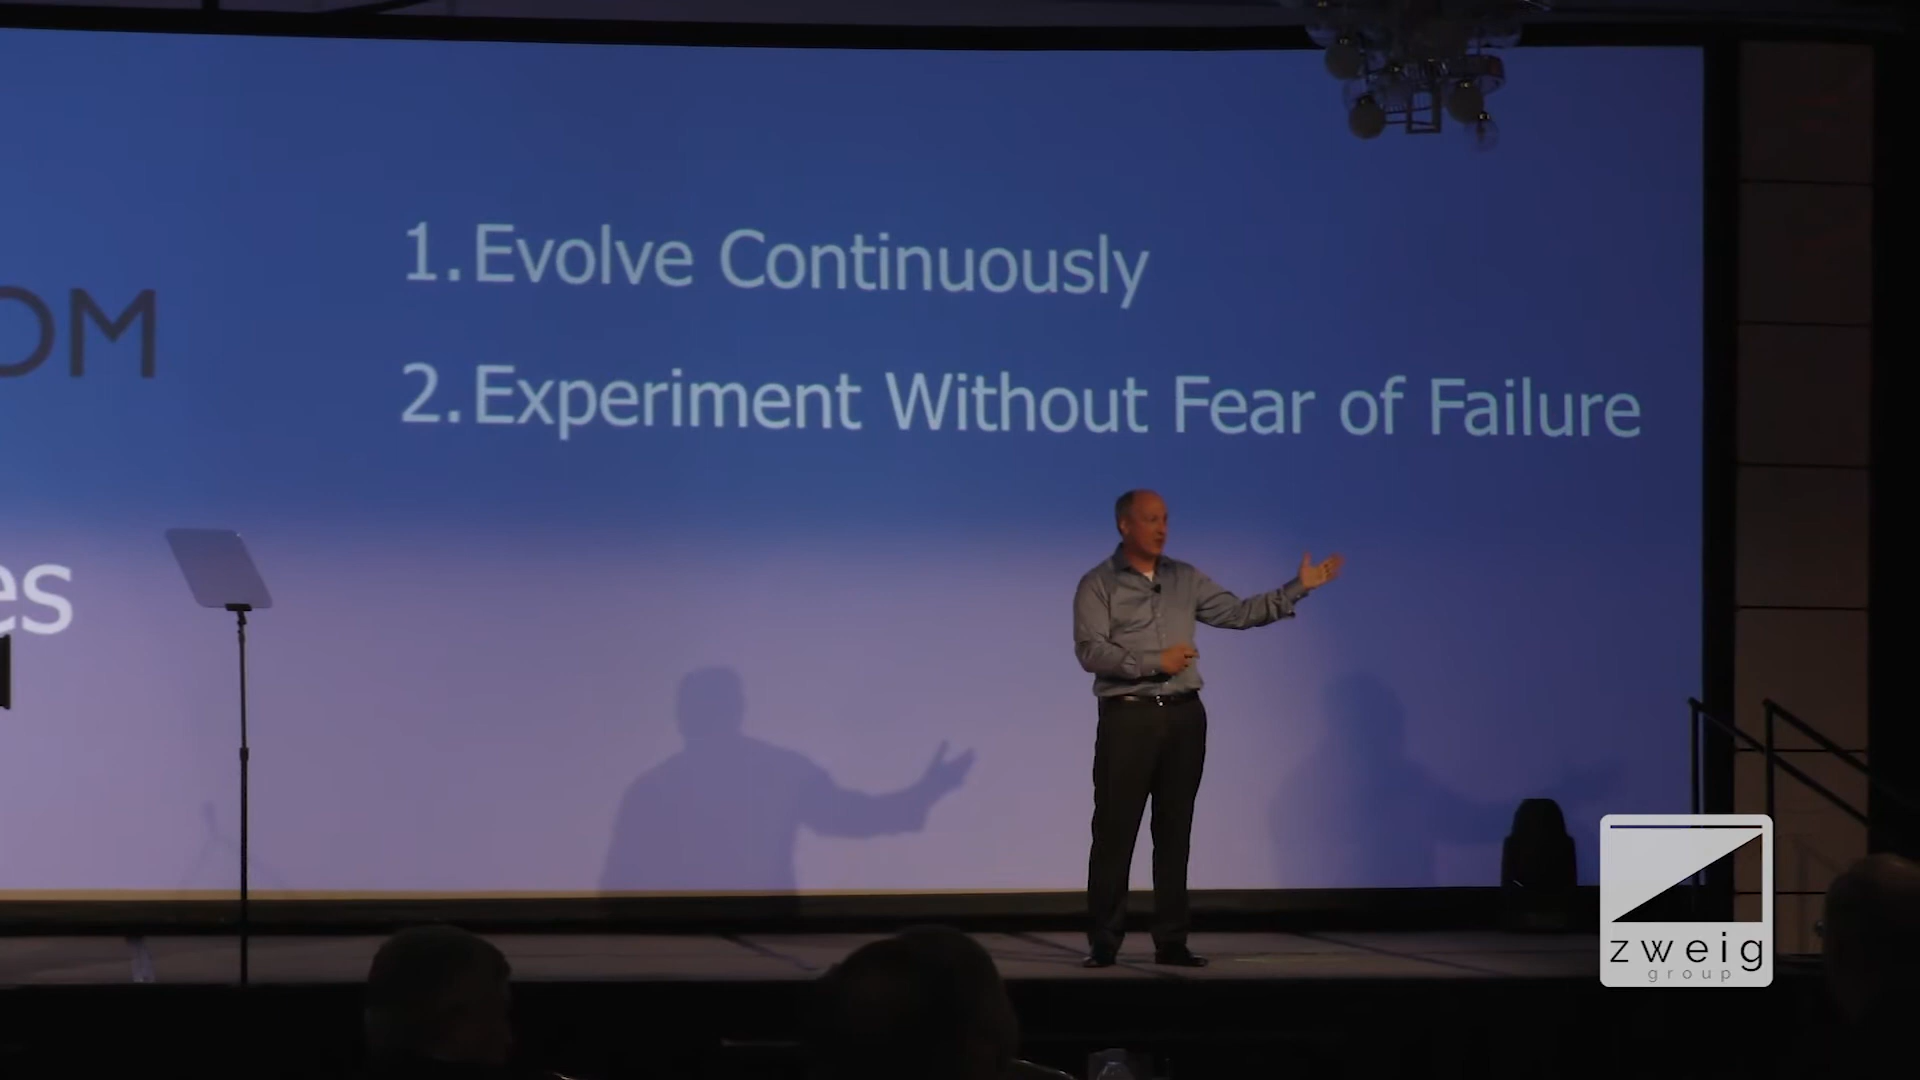 1. Evolve Continuously
OM
2. Experiment Without Fear of Failure
es
zweig
group